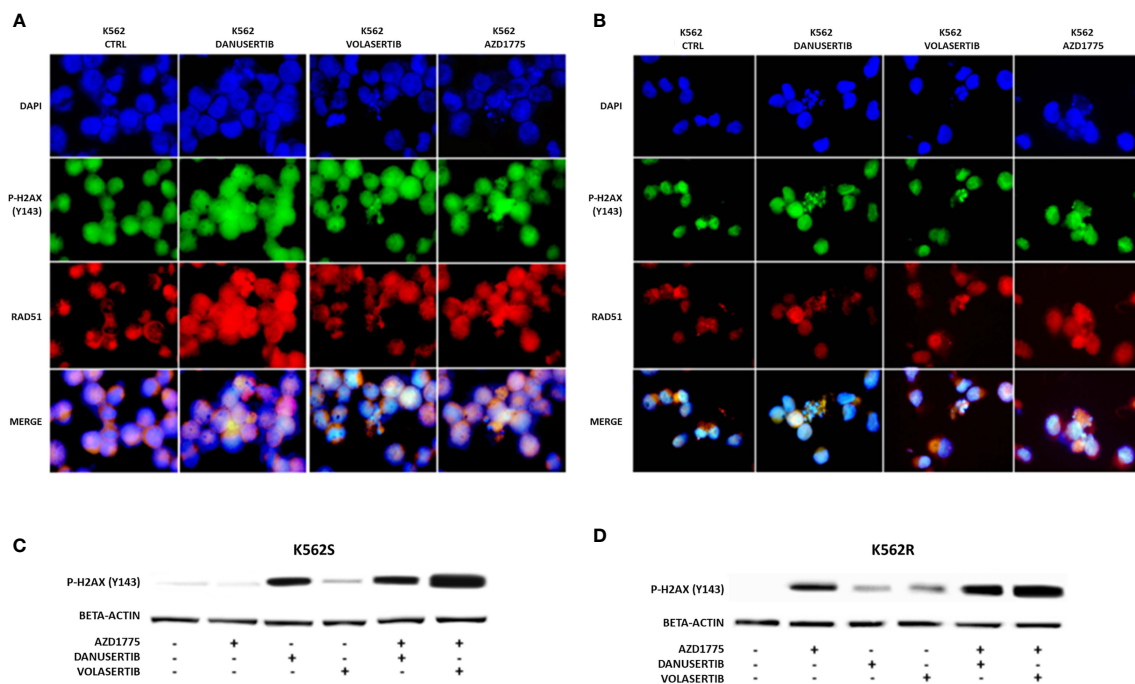 A
K562 CTRL
K562 DANUSERTIB
K562 VOLASERTIB
K562 AZD1775
DAPI
P-H2AX (Y143)
RAD51
MERGE
B
K562 CTRL
K562 DANUSERTIB
K562 VOLASERTIB
K562 AZD1775
DAPI
P-H2AX (Y143)
RAD51
MERGE
C
K562S
P-H2AX (Y143)
BETA-ACTIN
AZD1775 - + - - + +
DANUSERTIB - - + - + -
VOLASERTIB - - - + - +
D
K562R
P-H2AX (Y143)
BETA-ACTIN
AZD1775 - + - - + +
DANUSERTIB - - + - + -
VOLASERTIB - - - + - +